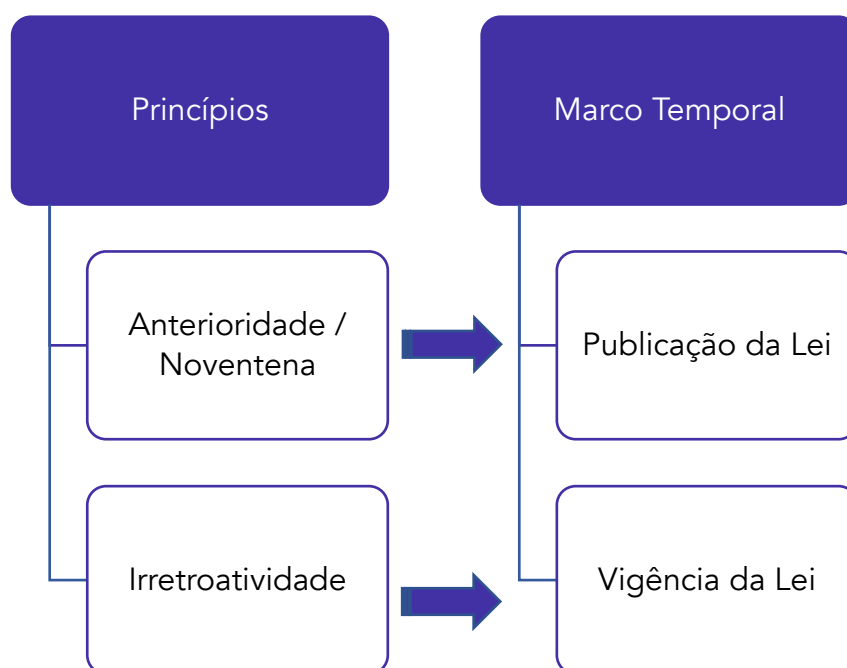 Princípios
Marco Temporal
Anterioridade /
Noventena
Publicação da Lei
Irretroatividade
Vigência da Lei